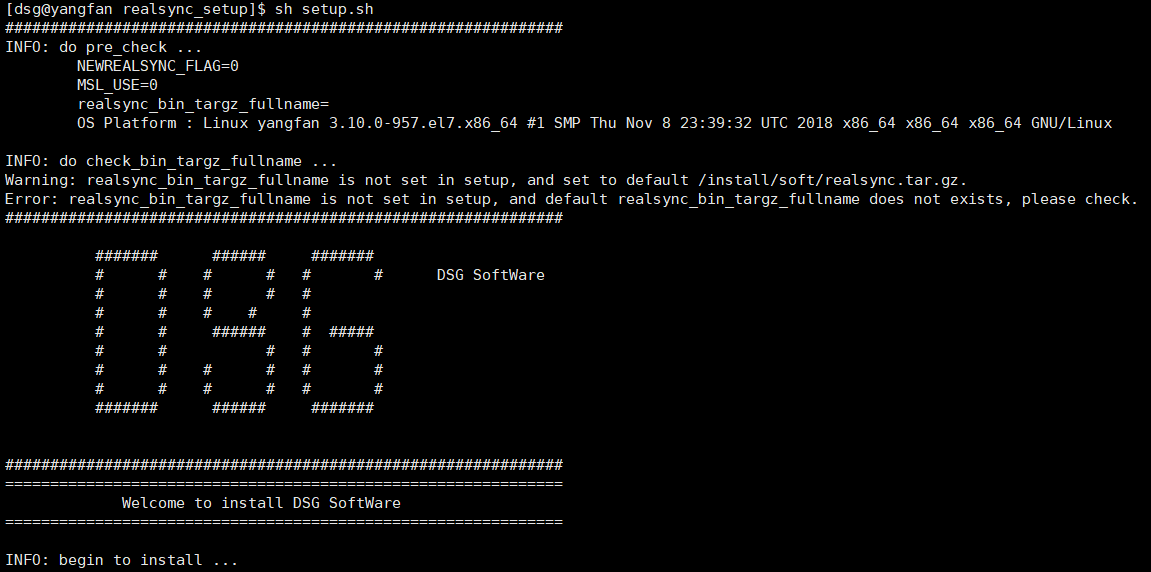 [dsg@yangfan realsync_setup]$ sh setup.sh
##############################################################
INFO: do pre_check ...
        NEWREALSYNC_FLAG=0
        MSL_USE=0
        realsync_bin_targz_fullname=
        OS Platform : Linux yangfan 3.10.0-957.el7.x86_64 #1 SMP Thu Nov 8 23:39:32 UTC 2018 x86_64 x86_64 x86_64 GNU/Linux

INFO: do check_bin_targz_fullname ...
Warning: realsync_bin_targz_fullname is not set in setup, and set to default /install/soft/realsync.tar.gz.
Error: realsync_bin_targz_fullname is not set in setup, and default realsync_bin_targz_fullname does not exists, please check.
##############################################################

          #######      ######     #######
          #      #    #      #   #       #      DSG SoftWare
          #      #    #      #   #
          #      #    #    #     #
          #      #     ######    #  #####
          #      #           #   #       #
          #      #    #      #   #       #
          #      #    #      #   #       #
          #######      ######     #######


##############################################################
==============================================================
             Welcome to install DSG SoftWare
==============================================================

INFO: begin to install ...